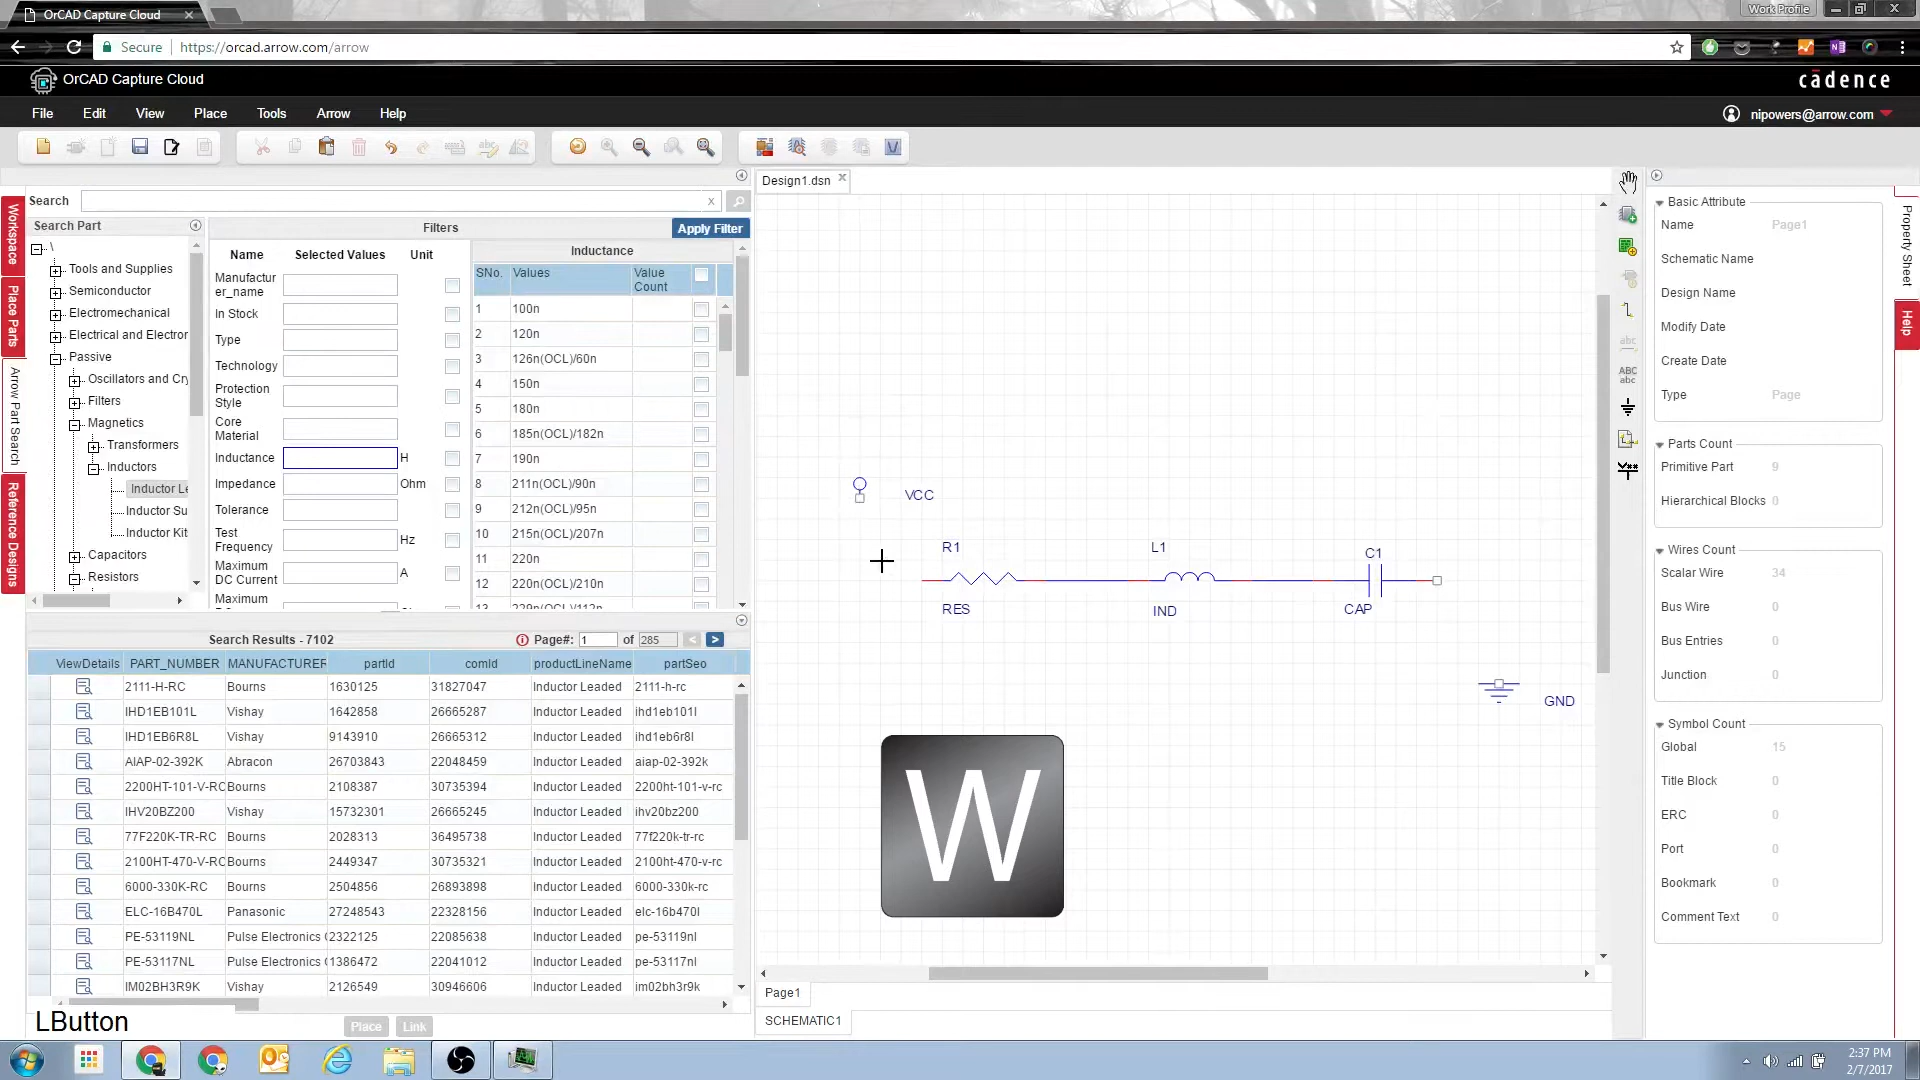 OrCAD Capture Cloud
Work Profile
Secure
https://orcad.arrow.com/arrow
OrCAD Capture Cloud
cādence
File Edit View Place Tools Arrow Help
nipowers@arrow.com
Design1.dsn
Search
x
Search Part
Filters
Apply Filter
Workspace
Place Parts
Arrow Part Search
Reference Designs
\
Tools and Supplies
Semiconductor
Electromechanical
Electrical and Electror
Passive
Oscillators and Cry
Filters
Magnetics
Transformers
Inductors
Inductor Le
Inductor Su
Inductor Kit
Capacitors
Resistors
Name Selected Values Unit
Manufactur
er_name
In Stock
Type
Technology
Protection
Style
Core
Material
Inductance H
Impedance Ohm
Tolerance
Test
Frequency Hz
Maximum
DC Current A
Maximum
Inductance
SNo. Values Value
Count
1 100n
2 120n
3 126n(OCL)/60n
4 150n
5 180n
6 185n(OCL)/182n
7 190n
8 211n(OCL)/90n
9 212n(OCL)/95n
10 215n(OCL)/207n
11 220n
12 220n(OCL)/210n
13 229n(OCL)/112n
Search Results - 7102
Page#: 1 of 285 < >
ViewDetails PART_NUMBER MANUFACTURER partId comId productLineName partSeo
2111-H-RC Bourns 1630125 31827047 Inductor Leaded 2111-h-rc
IHD1EB101L Vishay 1642858 26665287 Inductor Leaded ihd1eb101l
IHD1EB6R8L Vishay 9143910 26665312 Inductor Leaded ihd1eb6r8l
AIAP-02-392K Abracon 26703843 22048459 Inductor Leaded aiap-02-392k
2200HT-101-V-RC Bourns 2108387 30735394 Inductor Leaded 2200ht-101-v-rc
IHV20BZ200 Vishay 15732301 26665245 Inductor Leaded ihv20bz200
77F220K-TR-RC Bourns 2028313 36495738 Inductor Leaded 77f220k-tr-rc
2100HT-470-V-RC Bourns 2449347 30735321 Inductor Leaded 2100ht-470-v-rc
6000-330K-RC Bourns 2504856 26893898 Inductor Leaded 6000-330k-rc
ELC-16B470L Panasonic 27248543 22328156 Inductor Leaded elc-16b470l
PE-53119NL Pulse Electronics C 2322125 22085638 Inductor Leaded pe-53119nl
PE-53117NL Pulse Electronics C 1386472 22041012 Inductor Leaded pe-53117nl
IM02BH3R9K Vishay 2126549 30946606 Inductor Leaded im02bh3r9k
LButton
Place Link
VCC
R1 L1 C1
RES IND CAP
GND
W
Page1
SCHEMATIC1
abc
ABC
abc
Basic Attribute
Name Page1
Schematic Name
Design Name
Modify Date
Create Date
Type Page
Parts Count
Primitive Part 9
Hierarchical Blocks 0
Wires Count
Scalar Wire 34
Bus Wire 0
Bus Entries 0
Junction 0
Symbol Count
Global 15
Title Block 0
ERC 0
Port 0
Bookmark 0
Comment Text 0
Property Sheet
Help
2:37 PM
2/7/2017